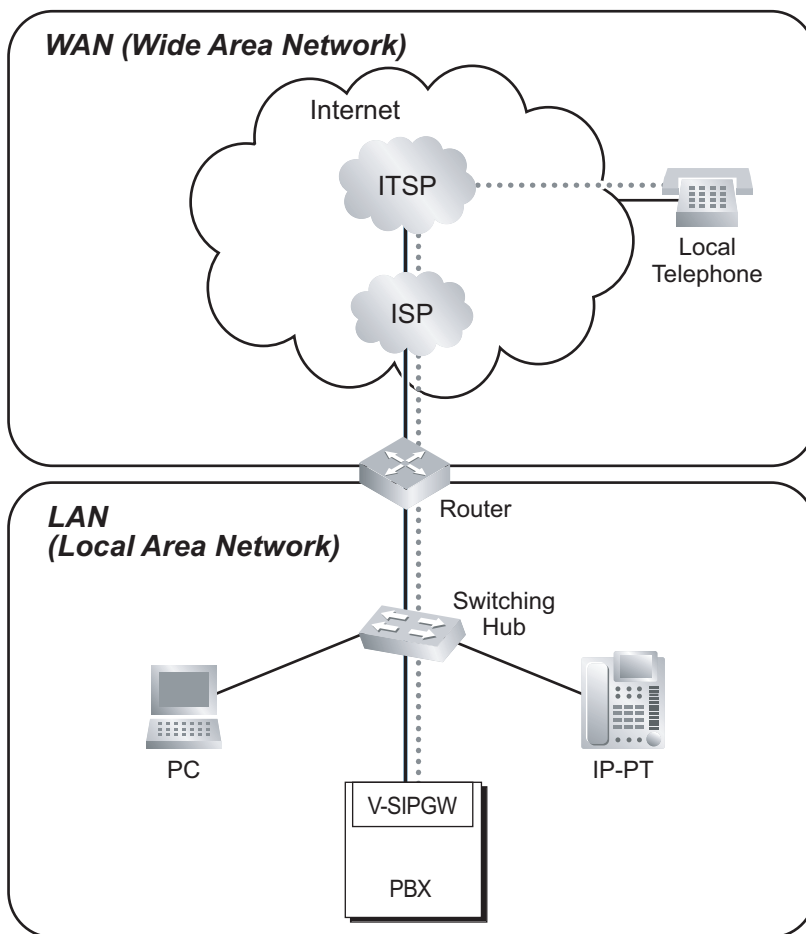 WAN (Wide Area Network)
Internet
ITSP
Local
Telephone
ISP
Router
LAN
(Local Area Network)
Switching
Hub
PC
IP-PT
V-SIPGW
PBX